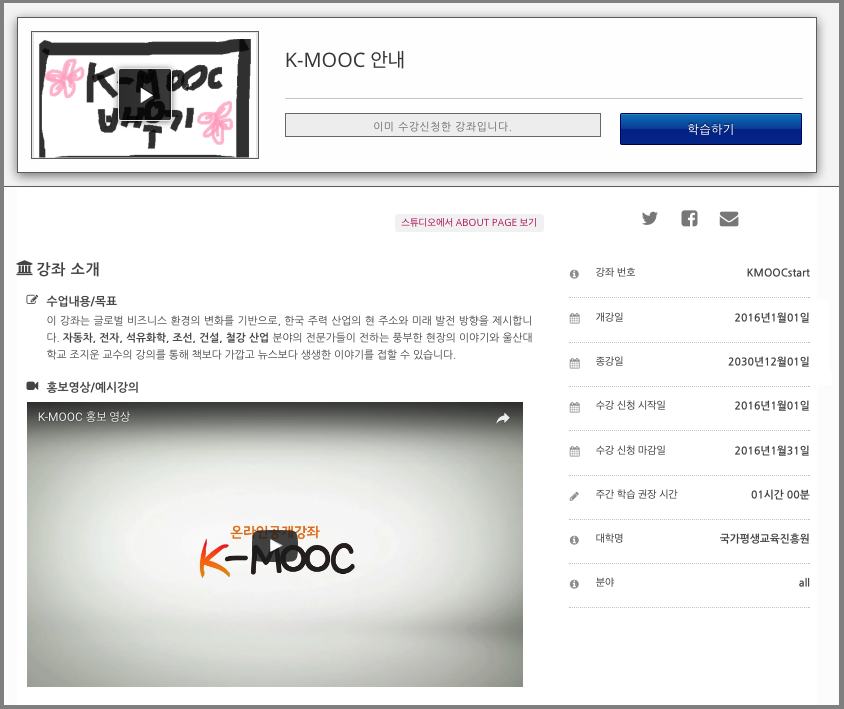 K-MOOC
배우기
K-MOOC 안내
이미 수강신청한 강좌입니다.
학습하기
스튜디오에서 ABOUT PAGE 보기
강좌 소개
수업내용/목표
이 강좌는 글로벌 비즈니스 환경의 변화를 기반으로, 한국 주력 산업의 현 주소와 미래 발전 방향을 제시합니
다. 자동차, 전자, 석유화학, 조선, 건설, 철강 산업 분야의 전문가들이 전하는 풍부한 현장의 이야기와 울산대
학교 조지운 교수의 강의를 통해 책보다 가깝고 뉴스보다 생생한 이야기를 접할 수 있습니다.
홍보영상/예시강의
K-MOOC 홍보 영상
온라인공개강좌
K-MOOC
강좌 번호 KMOOCstart
개강일 2016년1월01일
종강일 2030년12월01일
수강 신청 시작일 2016년1월01일
수강 신청 마감일 2016년1월31일
주간 학습 권장 시간 01시간 00분
대학명 국가평생교육진흥원
분야 all